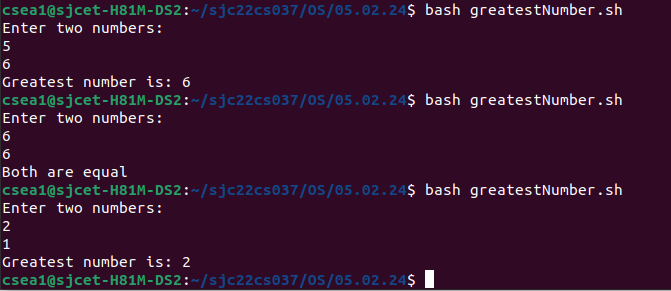 csea1@sjcet-H81M-DS2:~/sjc22cs037/OS/05.02.24$ bash greatestNumber.sh
Enter two numbers:
5
6
Greatest number is: 6
csea1@sjcet-H81M-DS2:~/sjc22cs037/OS/05.02.24$ bash greatestNumber.sh
Enter two numbers:
6
6
Both are equal
csea1@sjcet-H81M-DS2:~/sjc22cs037/OS/05.02.24$ bash greatestNumber.sh
Enter two numbers:
2
1
Greatest number is: 2
csea1@sjcet-H81M-DS2:~/sjc22cs037/OS/05.02.24$